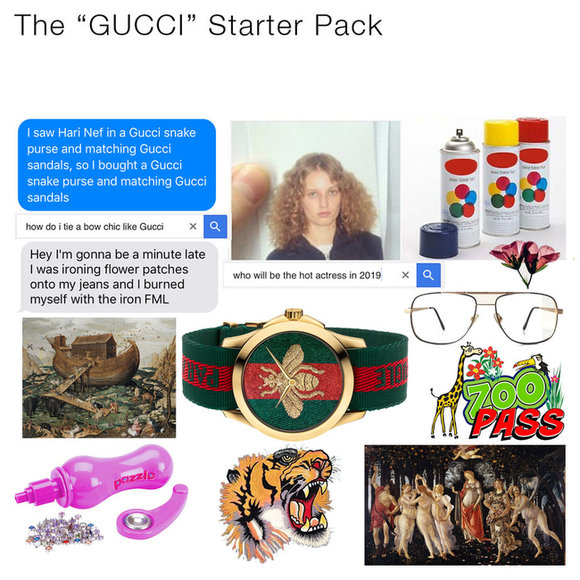 The “GUCCI” Starter Pack
I saw Hari Nef in a Gucci snake
purse and matching Gucci
sandals, so I bought a Gucci
snake purse and matching Gucci
sandals
how do i tie a bow chic like Gucci
Hey I'm gonna be a minute late
I was ironing flower patches
onto my jeans and I burned
myself with the iron FML
who will be the hot actress in 2019
ZOO
PASS
pazzle